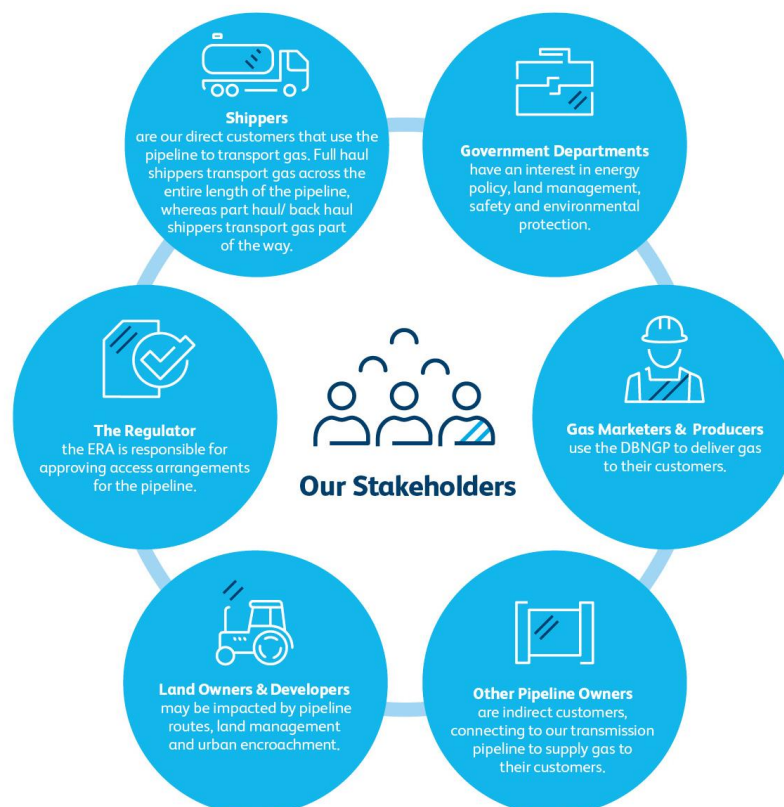 Shippers
are our direct customers that use the
pipeline to transport gas. Full haul
shippers transport gas across the
entire length of the pipeline,
whereas part haul/ back haul
shippers transport gas part
of the way.
Government Departments
have an interest in energy
policy, land management,
safety and environmental
protection.
The Regulator
the ERA is responsible for
approving access arrangements
for the pipeline.
Our Stakeholders
Gas Marketers & Producers
use the DBNGP to deliver gas
to their customers.
Land Owners & Developers
may be impacted by pipeline
routes, land management
and urban encroachment.
Other Pipeline Owners
are indirect customers,
connecting to our transmission
pipeline to supply gas to
their customers.